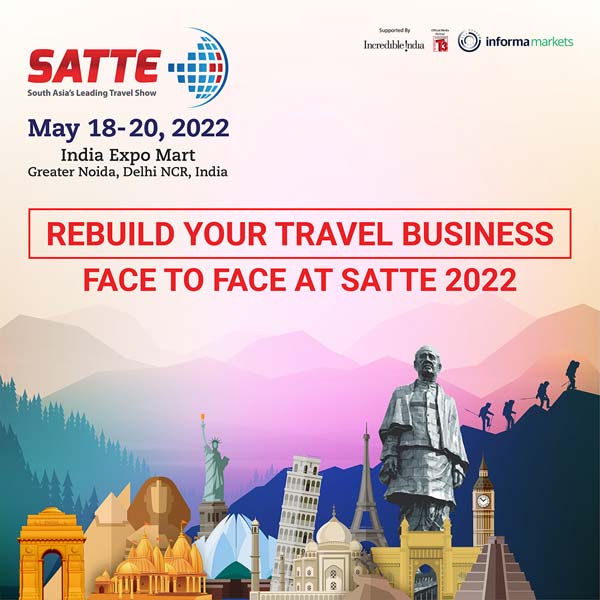 SATTE
South Asia's Leading Travel Show
May 18-20, 2022
India Expo Mart
Greater Noida, Delhi NCR, India
Supported By
Incredible !ndia
informa markets
REBUILD YOUR TRAVEL BUSINESS
FACE TO FACE AT SATTE 2022